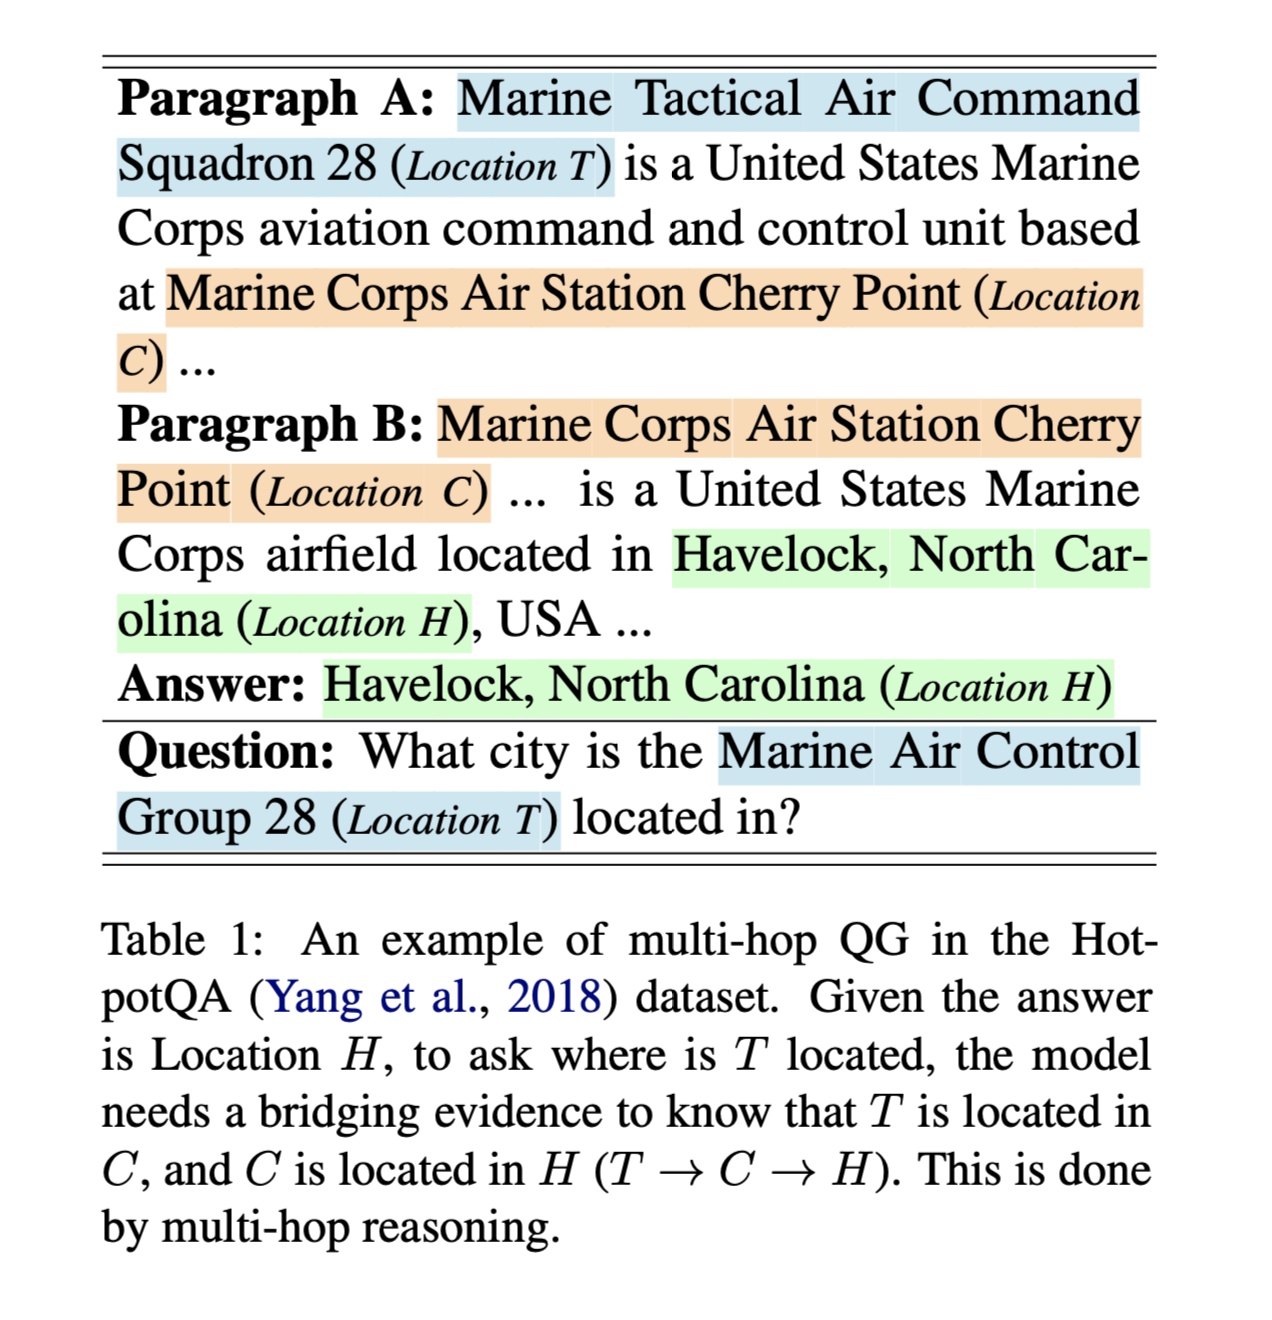 Paragraph A: Marine Tactical Air Command
Squadron 28 (Location T) is a United States Marine
Corps aviation command and control unit based
at Marine Corps Air Station Cherry Point (Location
C) ...
Paragraph B: Marine Corps Air Station Cherry
Point (Location C) ... is a United States Marine
Corps airfield located in Havelock, North Car-
olina (Location H), USA ...
Answer: Havelock, North Carolina (Location H)
Question: What city is the Marine Air Control
Group 28 (Location T) located in?
Table 1: An example of multi-hop QG in the Hot-
potQA (Yang et al., 2018) dataset. Given the answer
is Location H, to ask where is T located, the model
needs a bridging evidence to know that T is located in
C, and C is located in H (T → C → H). This is done
by multi-hop reasoning.